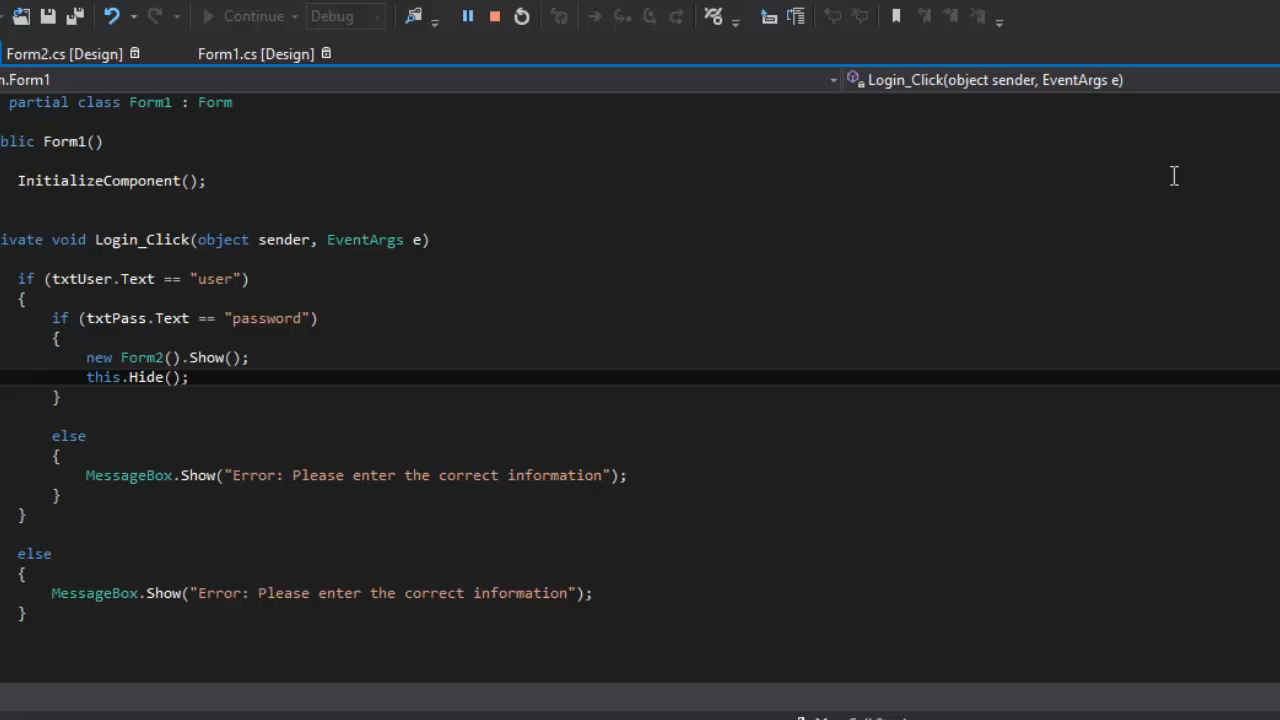 Continue Debug
Form2.cs [Design] Form1.cs [Design]
n.Form1 Login_Click(object sender, EventArgs e)
partial class Form1 : Form
blic Form1()
InitializeComponent();
ivate void Login_Click(object sender, EventArgs e)
if (txtUser.Text == "user")
{
if (txtPass.Text == "password")
{
new Form2().Show();
this.Hide();
}
else
{
MessageBox.Show("Error: Please enter the correct information");
}
}
else
{
MessageBox.Show("Error: Please enter the correct information");
}